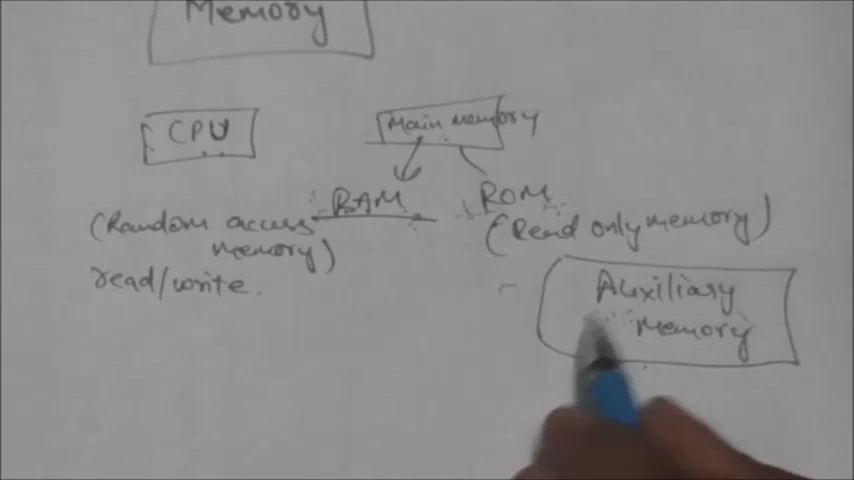 Memory
CPU
Main memory
RAM
ROM
(Random access
memory)
(Read only memory)
read/write.
Auxiliary
Memory